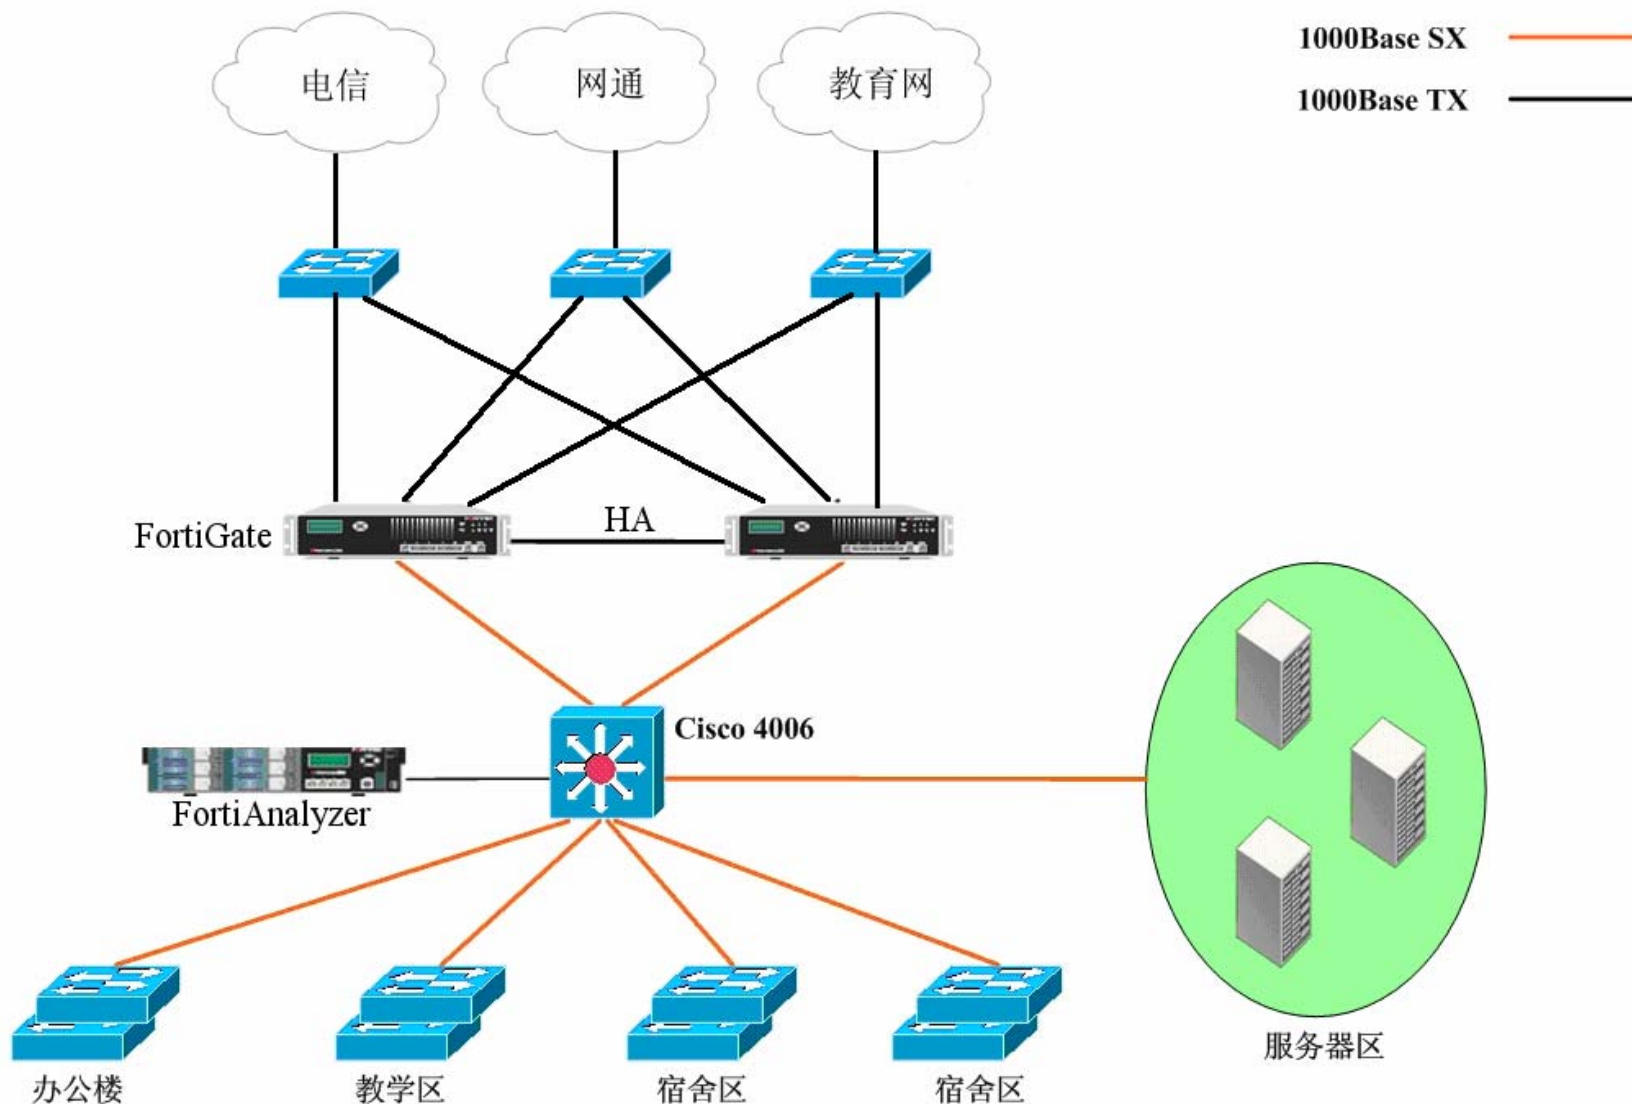 电信
网通
教育网
1000Base SX
1000Base TX
FortiGate
HA
Cisco 4006
FortiAnalyzer
服务器区
办公楼
教学区
宿舍区
宿舍区